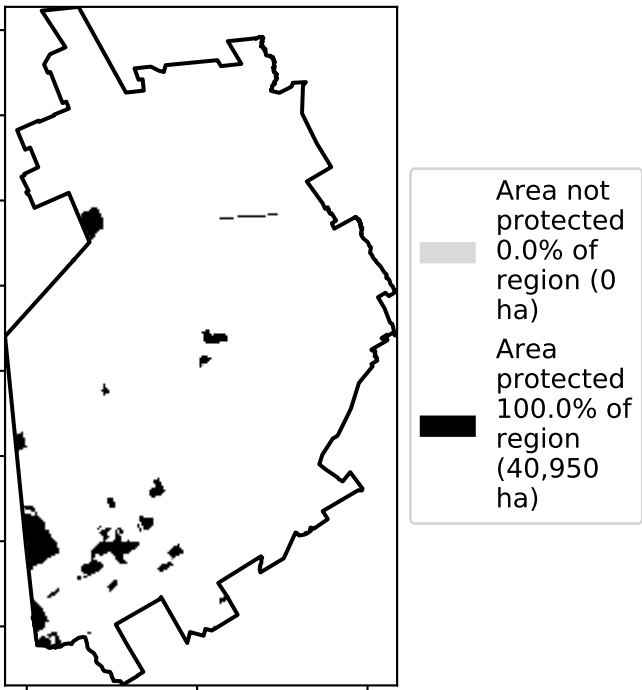 Area not
protected
0.0% of
region (0
ha)
Area
protected
100.0% of
region
(40,950
ha)